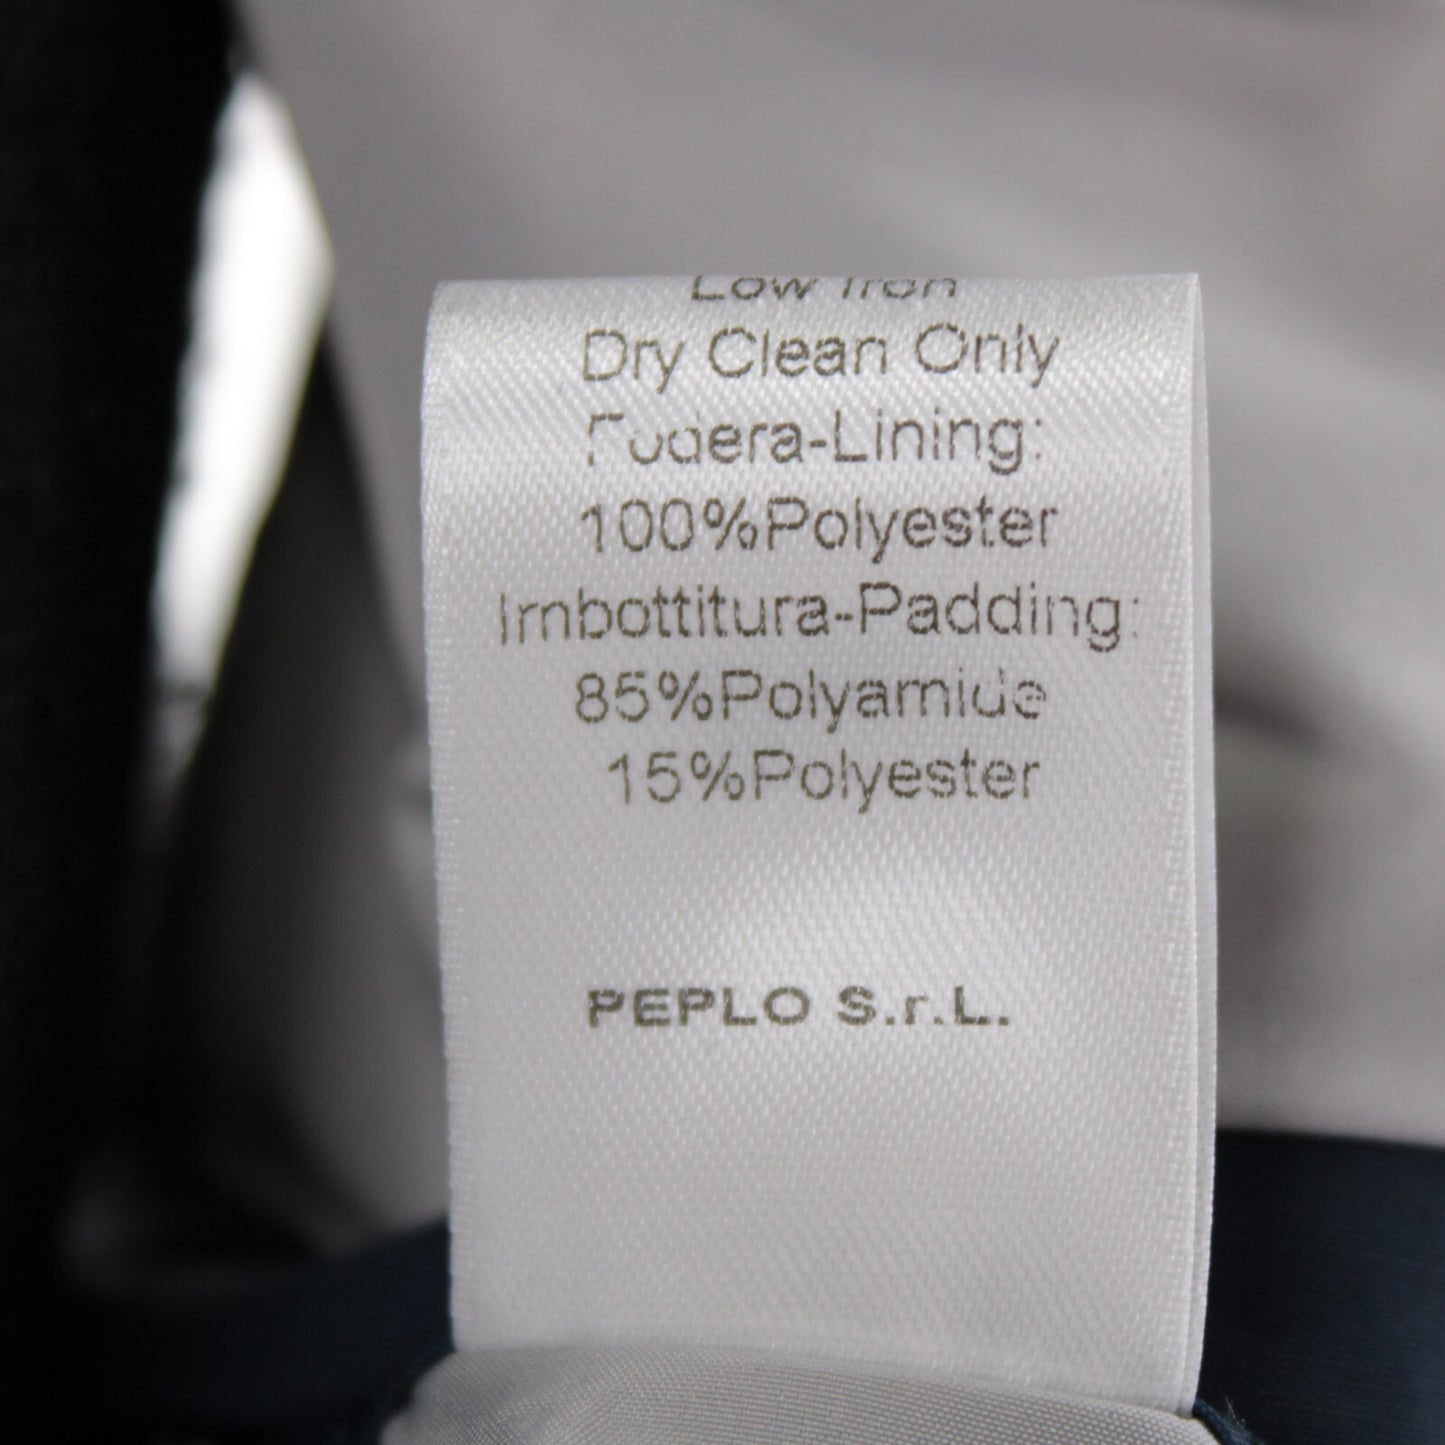 Low Iron
Dry Clean Only
Fodera-Lining:
100%Polyester
Imbottitura-Padding:
85%Polyamide
15%Polyester
PEPLO S.r.L.